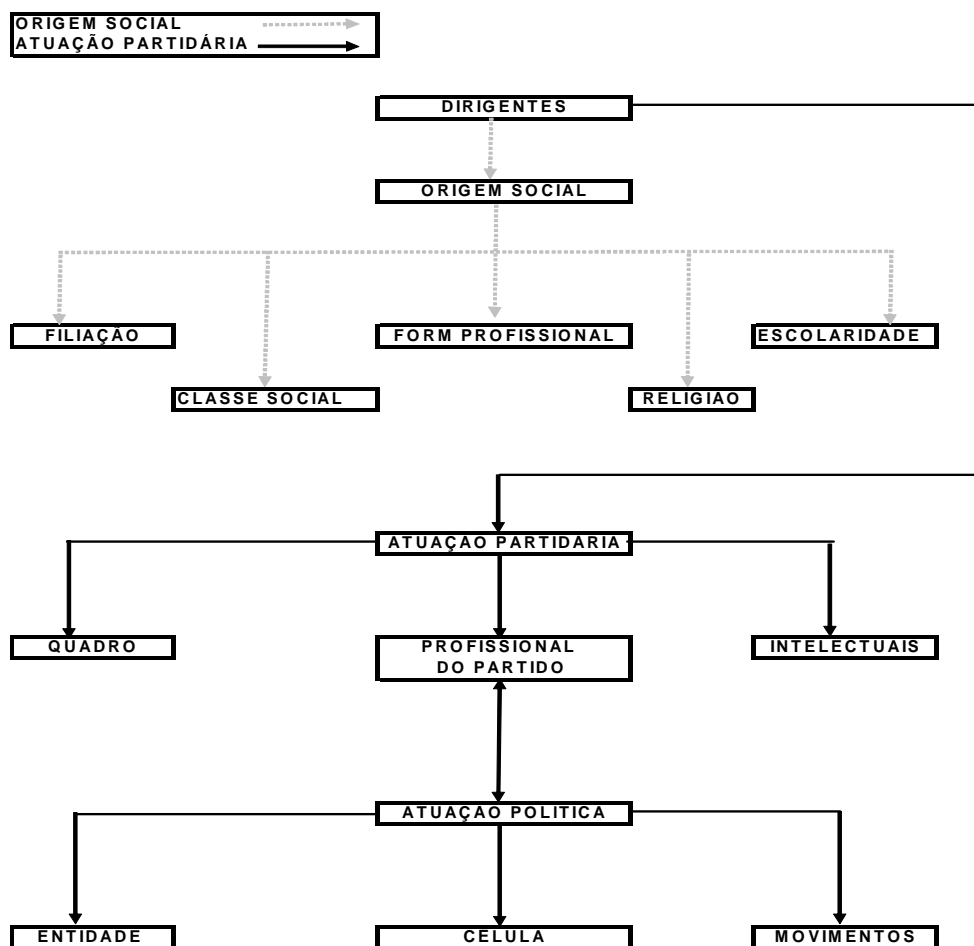 ORIGEM SOCIAL
ATUAÇÃO PARTIDÁRIA
DIRIGENTES
ORIGEM SOCIAL
FILIAÇÃO
FORM PROFISSIONAL
ESCOLARIDADE
CLASSE SOCIAL
RELIGIAO
ATUAÇAO PARTIDARIA
QUADRO
PROFISSIONAL
DO PARTIDO
INTELECTUAIS
ATUAÇAO POLITICA
ENTIDADE
CELULA
MOVIMENTOS